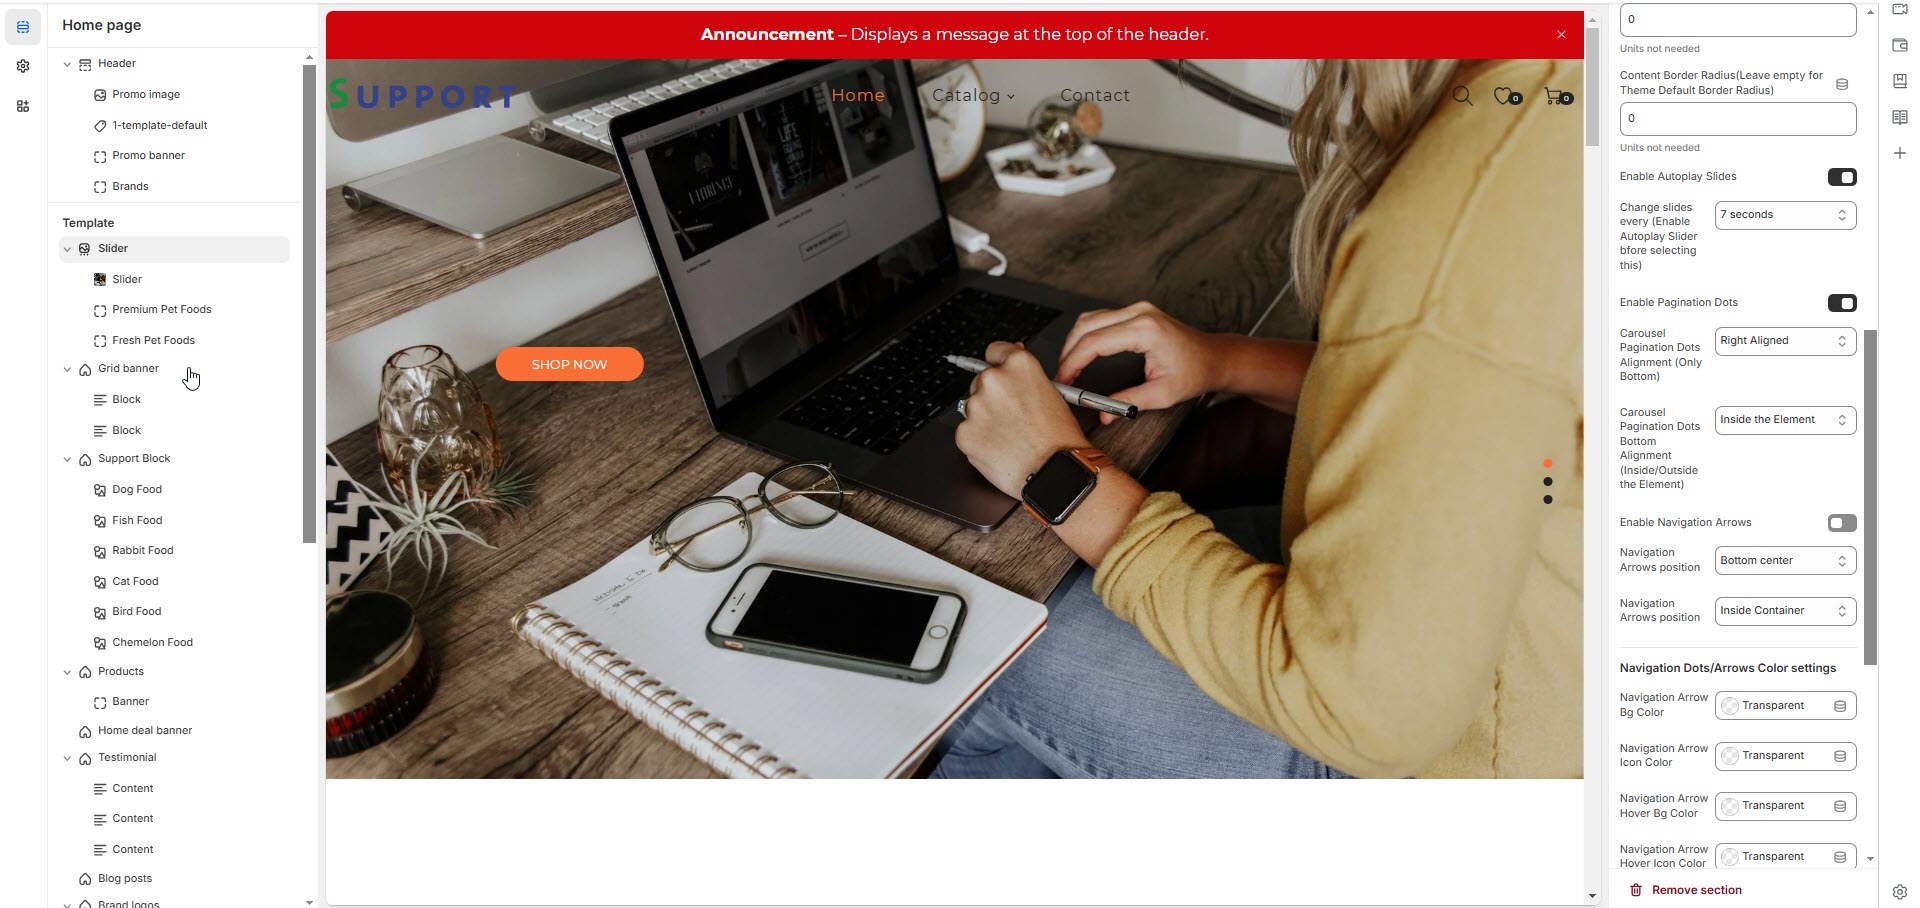 Home page
Header
Promo image
1-template-default
Promo banner
Brands
Template
Slider
Slider
Premium Pet Foods
Fresh Pet Foods
Grid banner
Block
Block
Support Block
Dog Food
Fish Food
Rabbit Food
Cat Food
Bird Food
Chemelon Food
Products
Banner
Home deal banner
Testimonial
Content
Content
Content
Blog posts
Brand logos
Announcement – Displays a message at the top of the header.
SUPPORT
Home
Catalog
Contact
0
0
LIFE
SHOP NOW
0
Units not needed
Content Border Radius(Leave empty for
Theme Default Border Radius)
0
Units not needed
Enable Autoplay Slides
Change slides
every (Enable
Autoplay Slider
bfore selecting
this)
7 seconds
Enable Pagination Dots
Carousel
Pagination Dots
Alignment (Only
Bottom)
Right Aligned
Carousel
Pagination Dots
Bottom
Alignment
(Inside/Outside
the Element)
Inside the Element
Enable Navigation Arrows
Navigation
Arrows position
Bottom center
Navigation
Arrows position
Inside Container
Navigation Dots/Arrows Color settings
Navigation Arrow
Bg Color
Transparent
Navigation Arrow
Icon Color
Transparent
Navigation Arrow
Hover Bg Color
Transparent
Navigation Arrow
Hover Icon Color
Transparent
Remove section